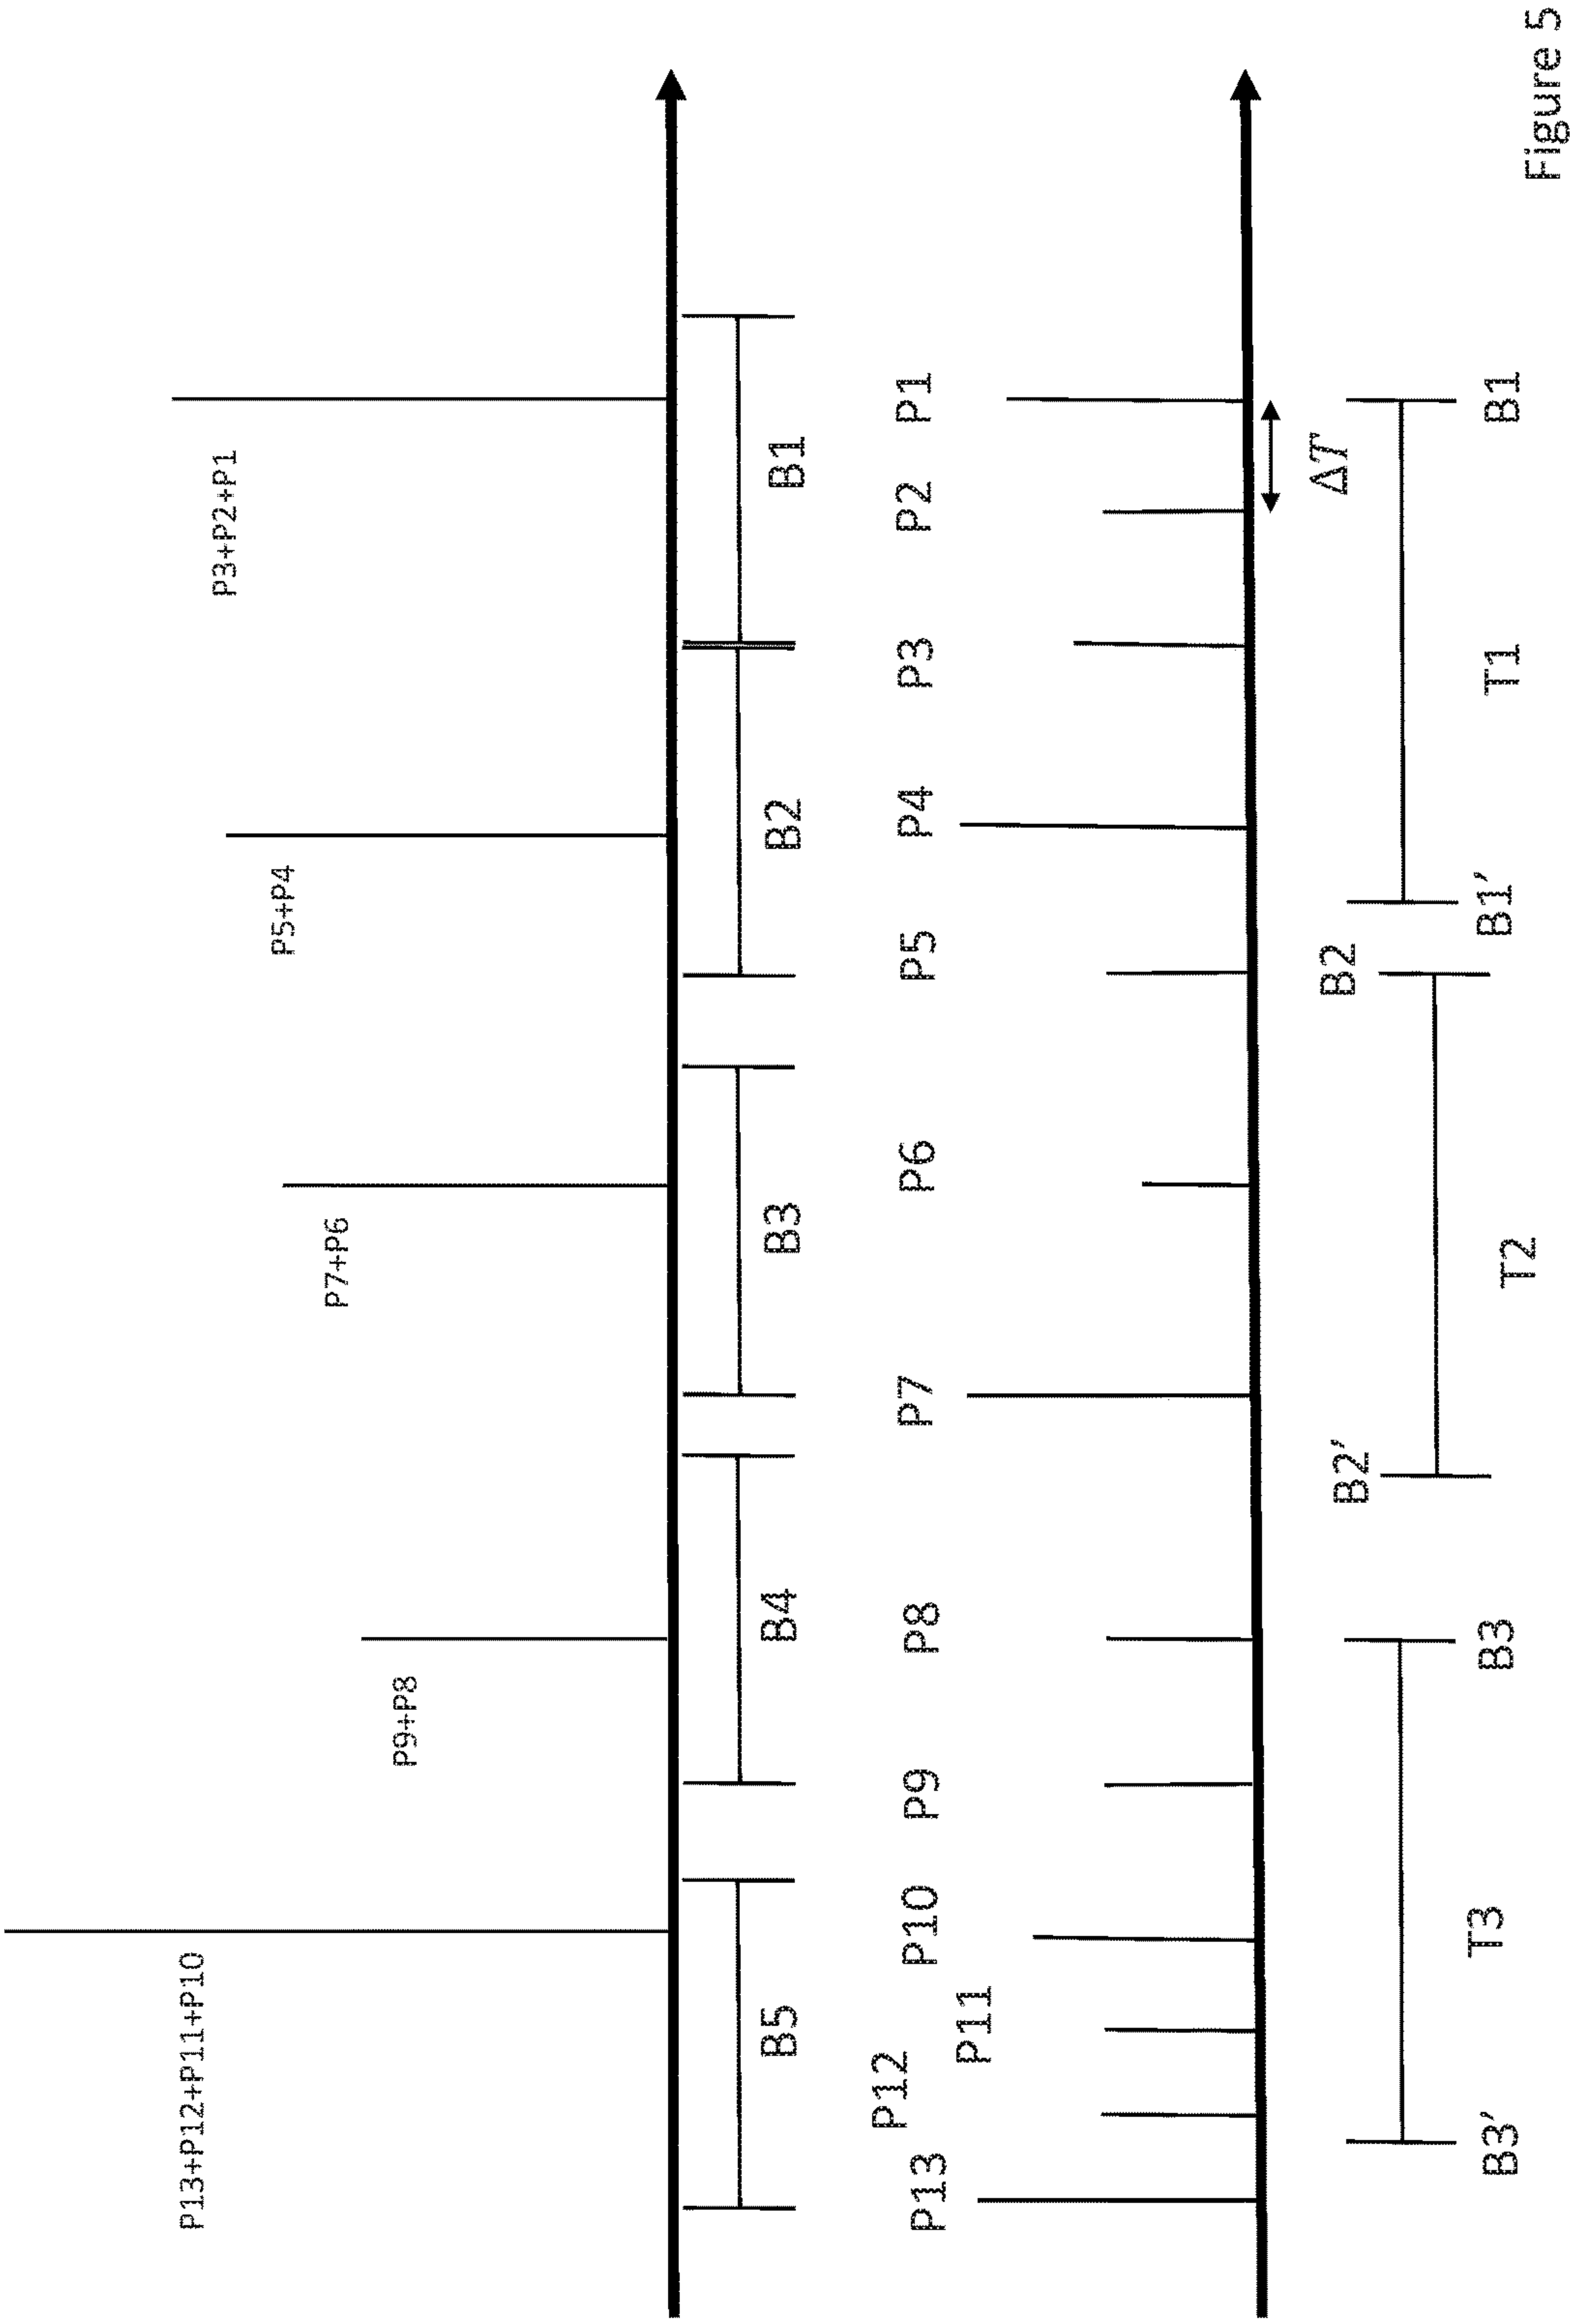 P13+P12+P11+P10
P9+P8
P7+P6
P5+P4
P3+P2+P1
B5
B4
B3
B2
B1
P13
P12
P11
P10
P9
P8
P7
P6
P5
P4
P3
P2
P1
ΔT
B3'
T3
B3
B2'
T2
B2
B1'
T1
B1
Figure 5